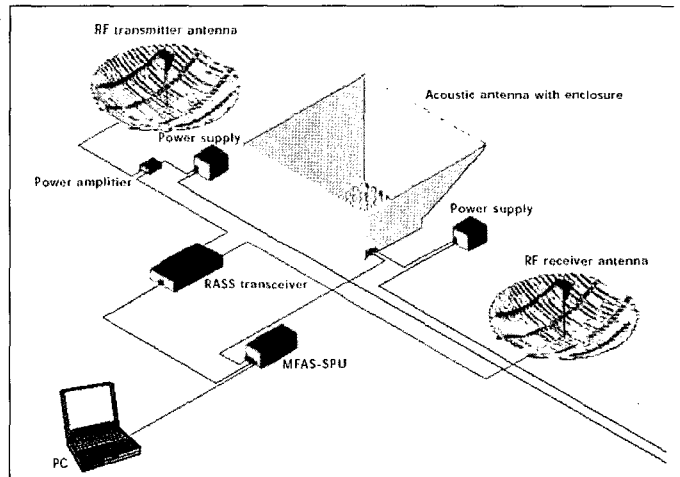 RF transmitter antenna
Acoustic antenna with enclosure
Power supply
Power amplifier
Power supply
RF receiver antenna
RASS transceiver
MFAS-SPU
PC